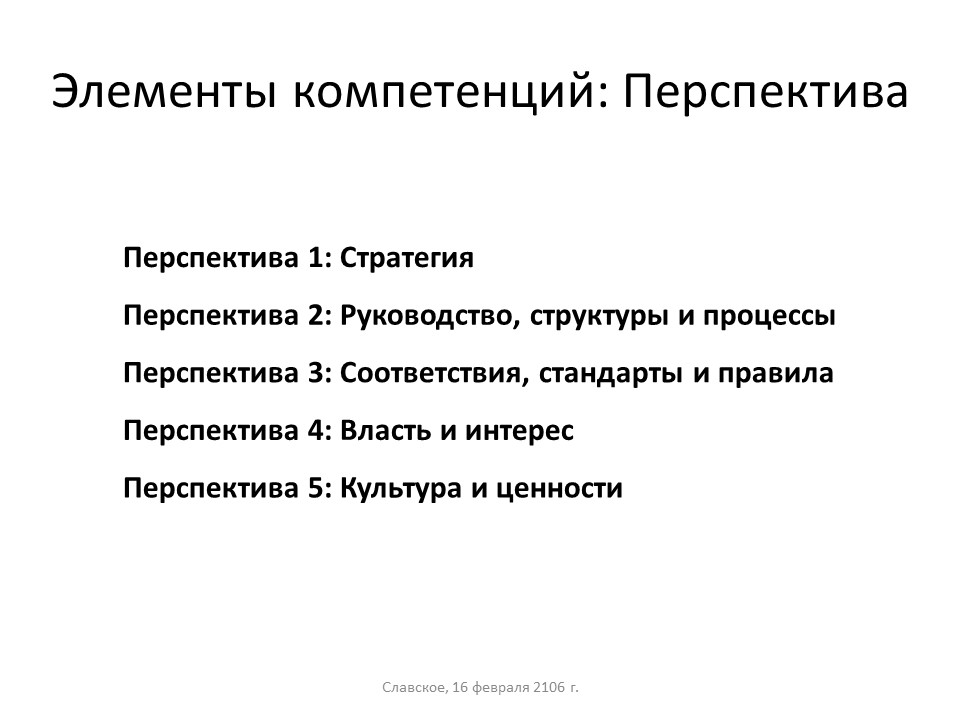 Элементы компетенций: Перспектива
Перспектива 1: Стратегия
Перспектива 2: Руководство, структуры и процессы
Перспектива 3: Соответствия, стандарты и правила
Перспектива 4: Власть и интерес
Перспектива 5: Культура и ценности
Славское, 16 февраля 2106 г.